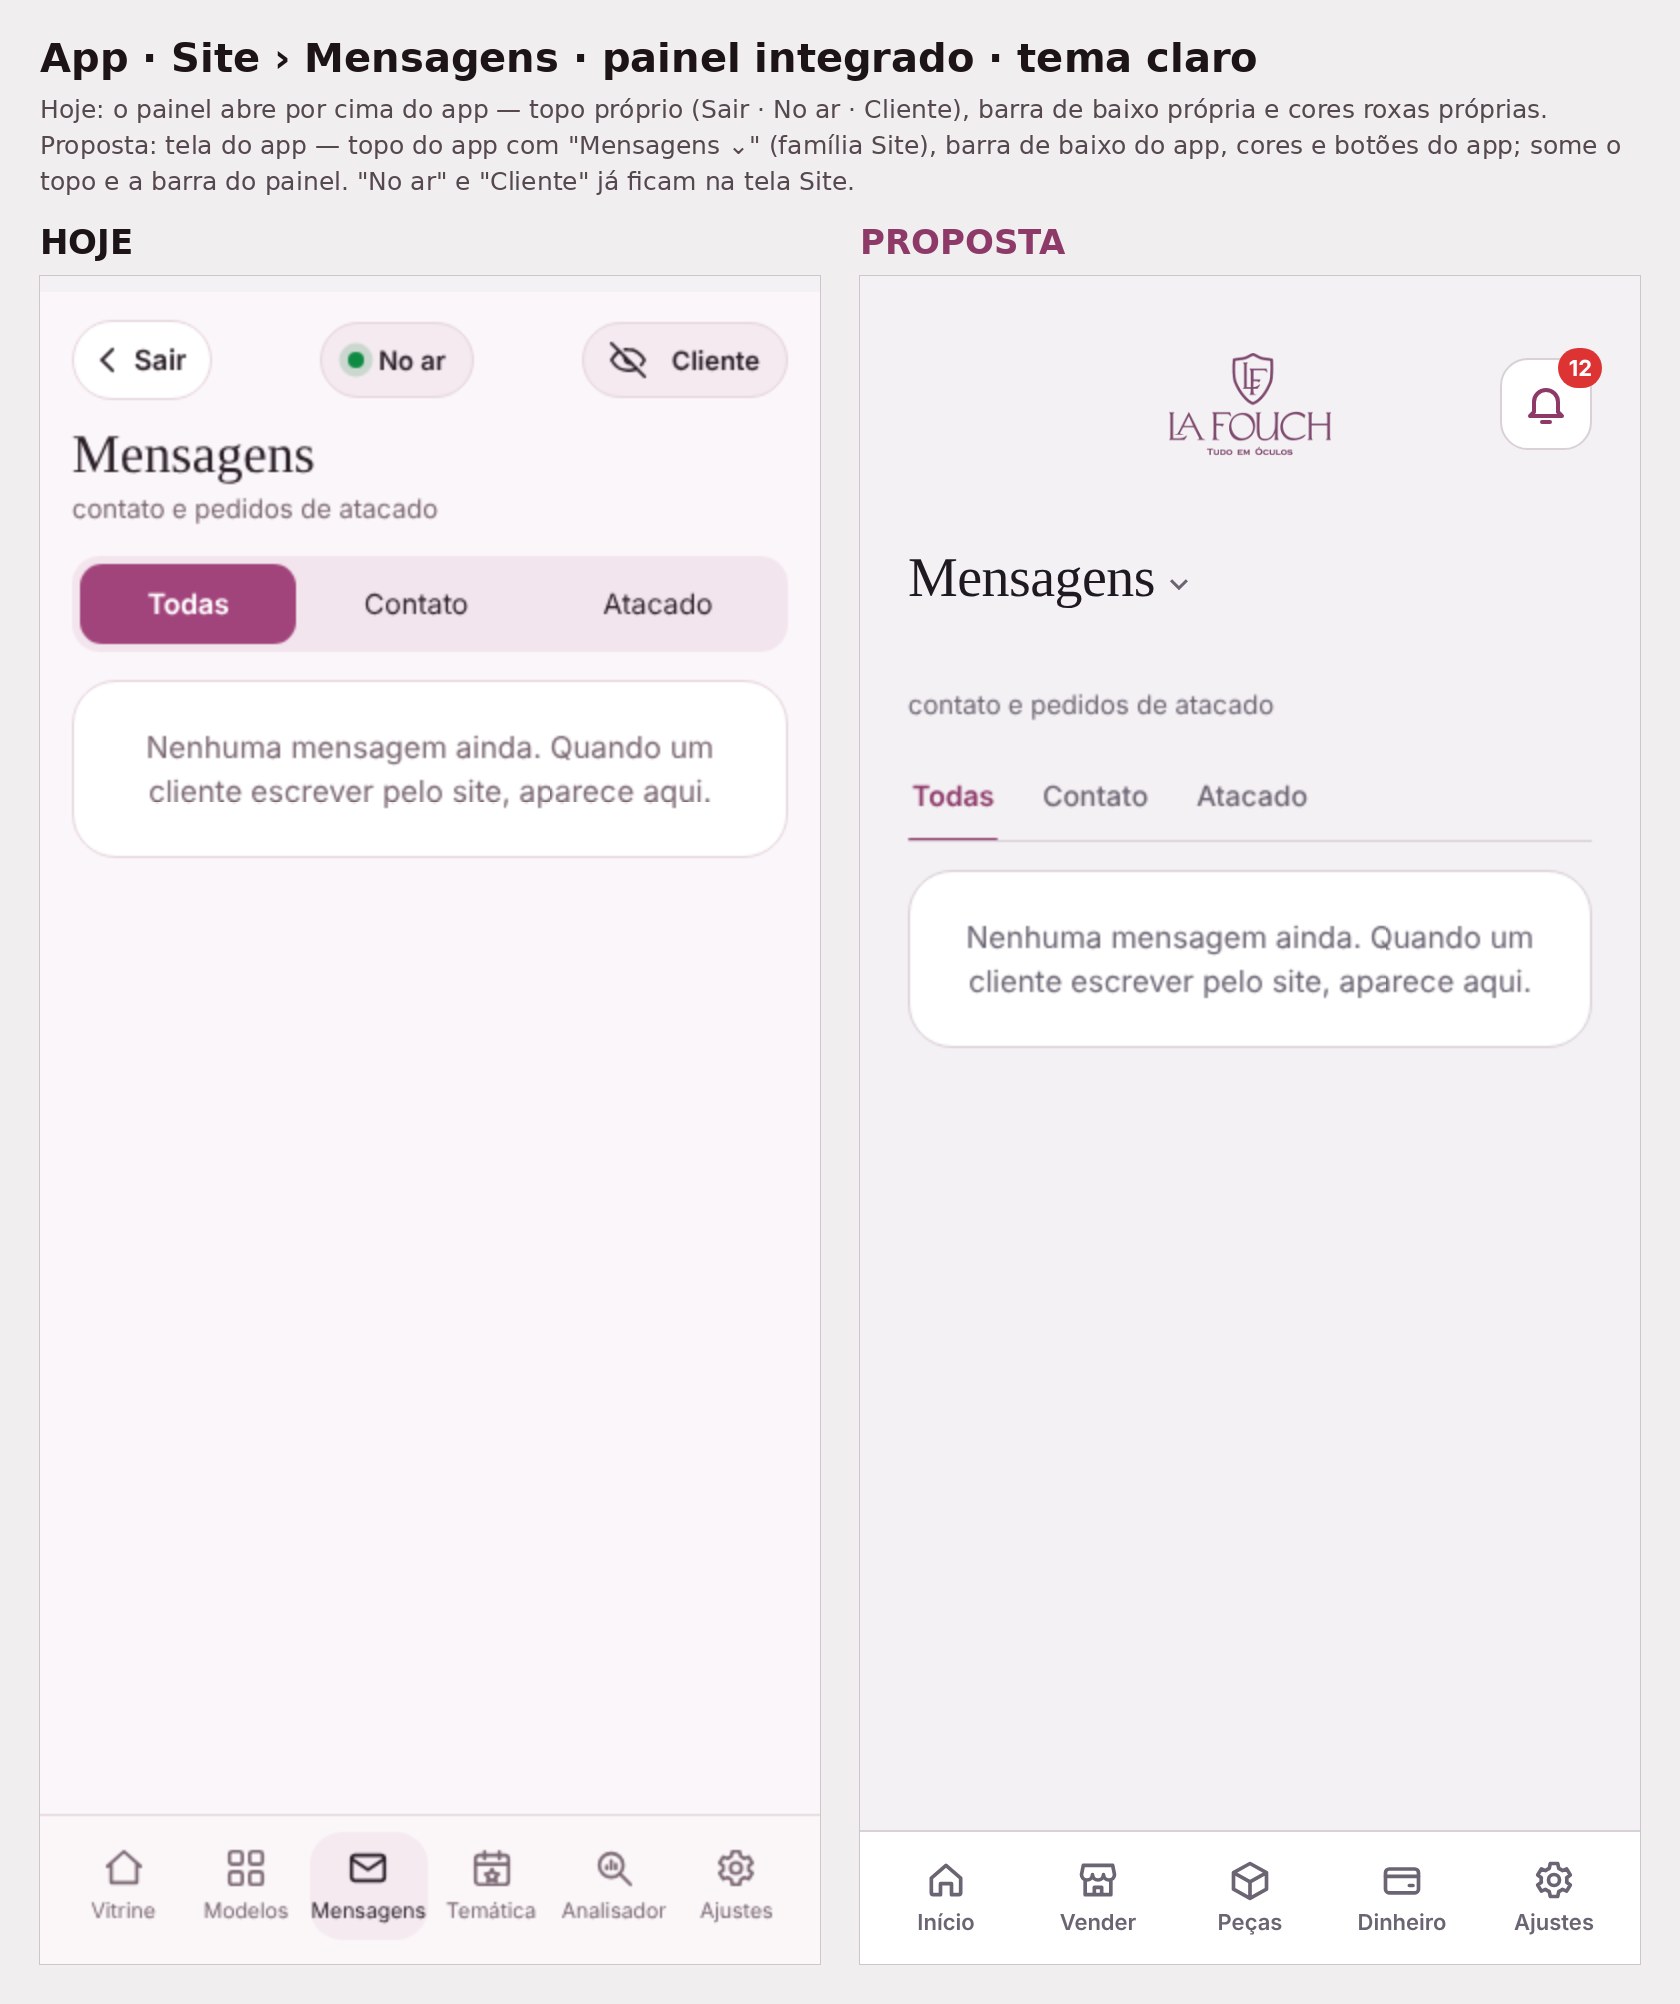 App · Site › Mensagens · painel integrado · tema claro
Hoje: o painel abre por cima do app — topo próprio (Sair · No ar · Cliente), barra de baixo própria e cores roxas próprias.
Proposta: tela do app — topo do app com "Mensagens ⌄" (família Site), barra de baixo do app, cores e botões do app; some o
topo e a barra do painel. "No ar" e "Cliente" já ficam na tela Site.
HOJE
Sair
No ar
Cliente
Mensagens
contato e pedidos de atacado
Todas
Contato
Atacado
Nenhuma mensagem ainda. Quando um
cliente escrever pelo site, aparece aqui.
Vitrine
Modelos
Mensagens
Temática
Analisador
Ajustes
PROPOSTA
LF
LA FOUCH
TUDO EM ÓCULOS
12
Mensagens
contato e pedidos de atacado
Todas
Contato
Atacado
Nenhuma mensagem ainda. Quando um
cliente escrever pelo site, aparece aqui.
Início
Vender
Peças
Dinheiro
Ajustes